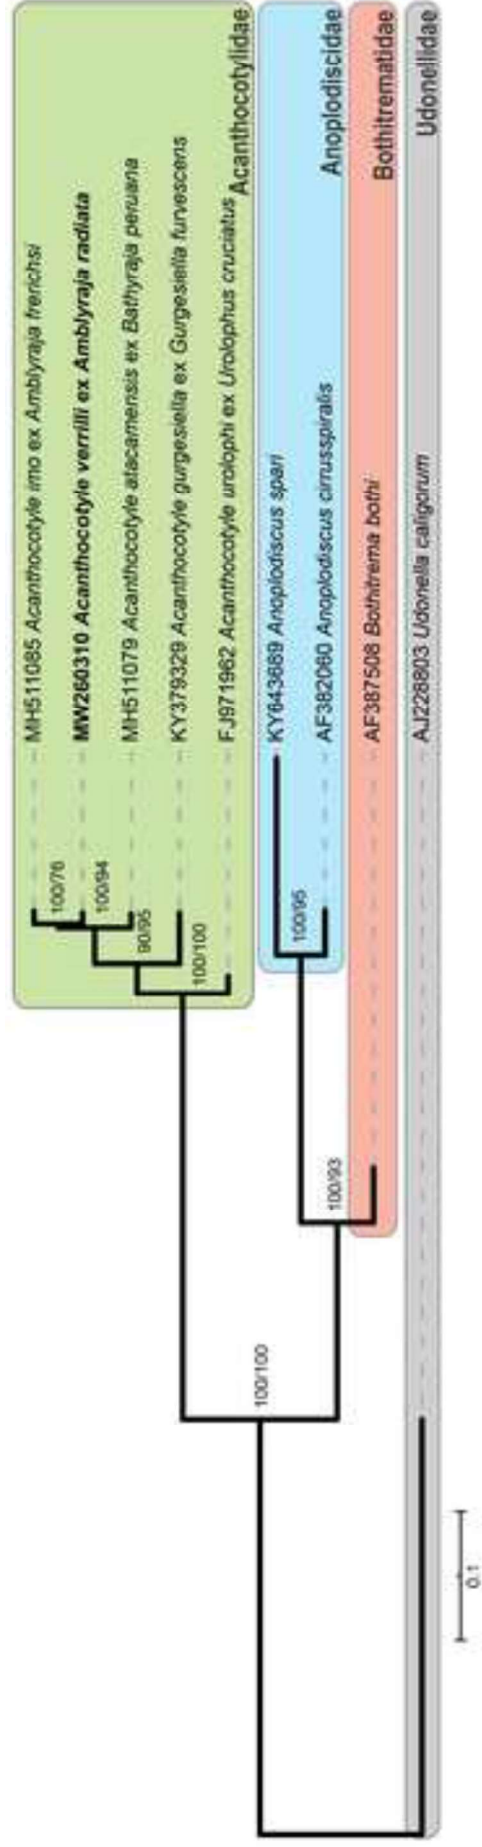 MH511085 Acanthocotyle imo ex Amblyraja frerichsi
MW260310 Acanthocotyle verrilli ex Amblyraja radiata
MH511079 Acanthocotyle atacamensis ex Bathyraja peruana
KY379329 Acanthocotyle gurgesiella ex Gurgesiella furvescens
FJ971962 Acanthocotyle urolophi ex Urolophus cruciatus
Acanthocotylidae
KY643689 Anoplodiscus spari
AF382060 Anoplodiscus cirrusspiralis
Anoplodiscidae
AF387508 Bothitrema bothi
Bothitrematidae
AJ228803 Udonella caligorum
Udonellidae
100/76
100/94
90/95
100/100
100/95
100/93
100/100
0.1